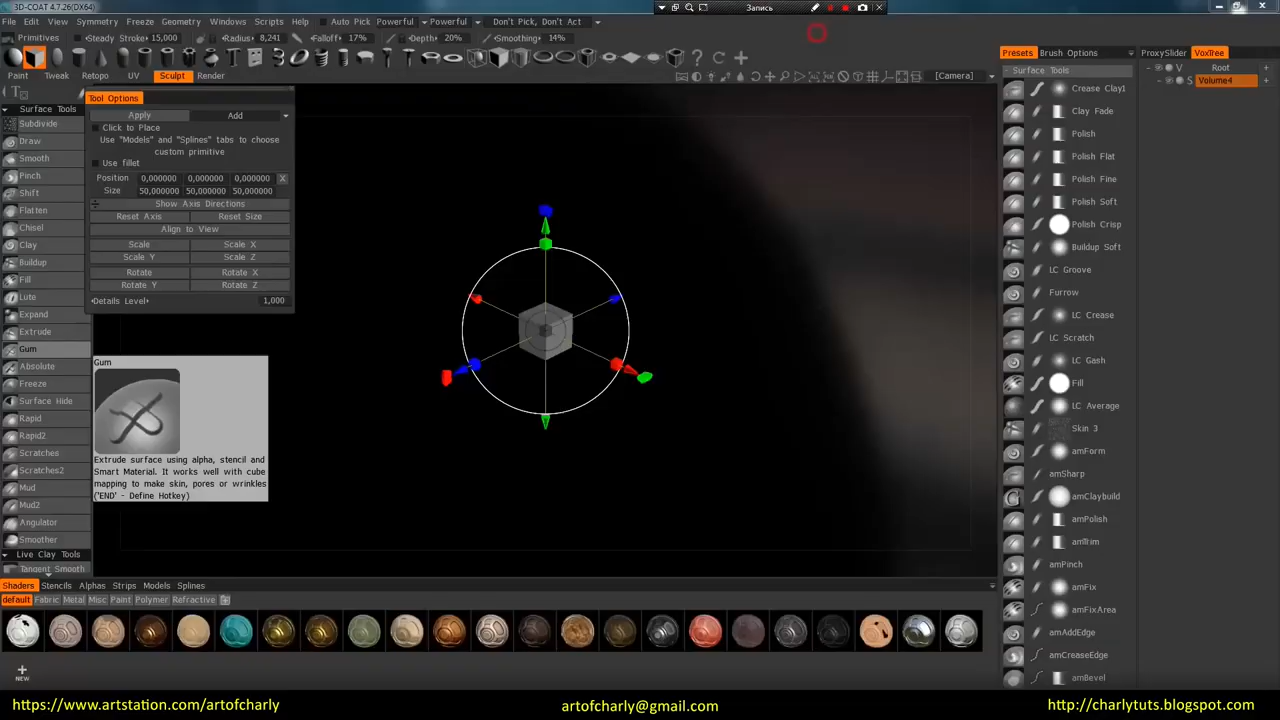 3D-COAT 4.7.26(DX64)
Запись
File Edit View Symmetry Freeze Geometry Windows Scripts Help Auto Pick Powerful Powerful Don't Pick, Don't Act
Primitives Steady Stroke 15,000 Radius 8,241 Falloff 17% Depth 20% Smoothing 14%
Paint Tweak Retopo UV Sculpt Render
[Camera]
Tool Options
Apply Add
Click to Place
Use "Models" and "Splines" tabs to choose
custom primitive
Use fillet
Position 0,000000 0,000000 0,000000 X
Size 50,000000 50,000000 50,000000
Show Axis Directions
Reset Axis Reset Size
Align to View
Scale Scale X
Scale Y Scale Z
Rotate Rotate X
Rotate Y Rotate Z
Details Level 1,000
Surface Tools
Subdivide
Draw
Smooth
Pinch
Shift
Flatten
Chisel
Clay
Buildup
Fill
Lute
Expand
Extrude
Gum
Absolute
Freeze
Surface Hide
Rapid
Rapid2
Scratches
Scratches2
Mud
Mud2
Angulator
Smoother
Live Clay Tools
Tangent Smooth
Gum
Extrude surface using alpha, stencil and
Smart Material. It works well with cube
mapping to make skin, pores or wrinkles
('END' - Define Hotkey)
Presets Brush Options
Surface Tools
Crease Clay1
Clay Fade
Polish
Polish Flat
Polish Fine
Polish Soft
Polish Crisp
Buildup Soft
LC Groove
Furrow
LC Crease
LC Scratch
LC Gash
Fill
LC Average
Skin 3
amForm
amSharp
amClaybuild
amPolish
amTrim
amPinch
amFix
amFixArea
amAddEdge
amCreaseEdge
amBevel
ProxySlider VoxTree
V Root +
S Volume4 +
Shaders Stencils Alphas Strips Models Splines
default Fabric Metal Misc Paint Polymer Refractive
NEW
https://www.artstation.com/artofcharly artofcharly@gmail.com http://charlytuts.blogspot.com